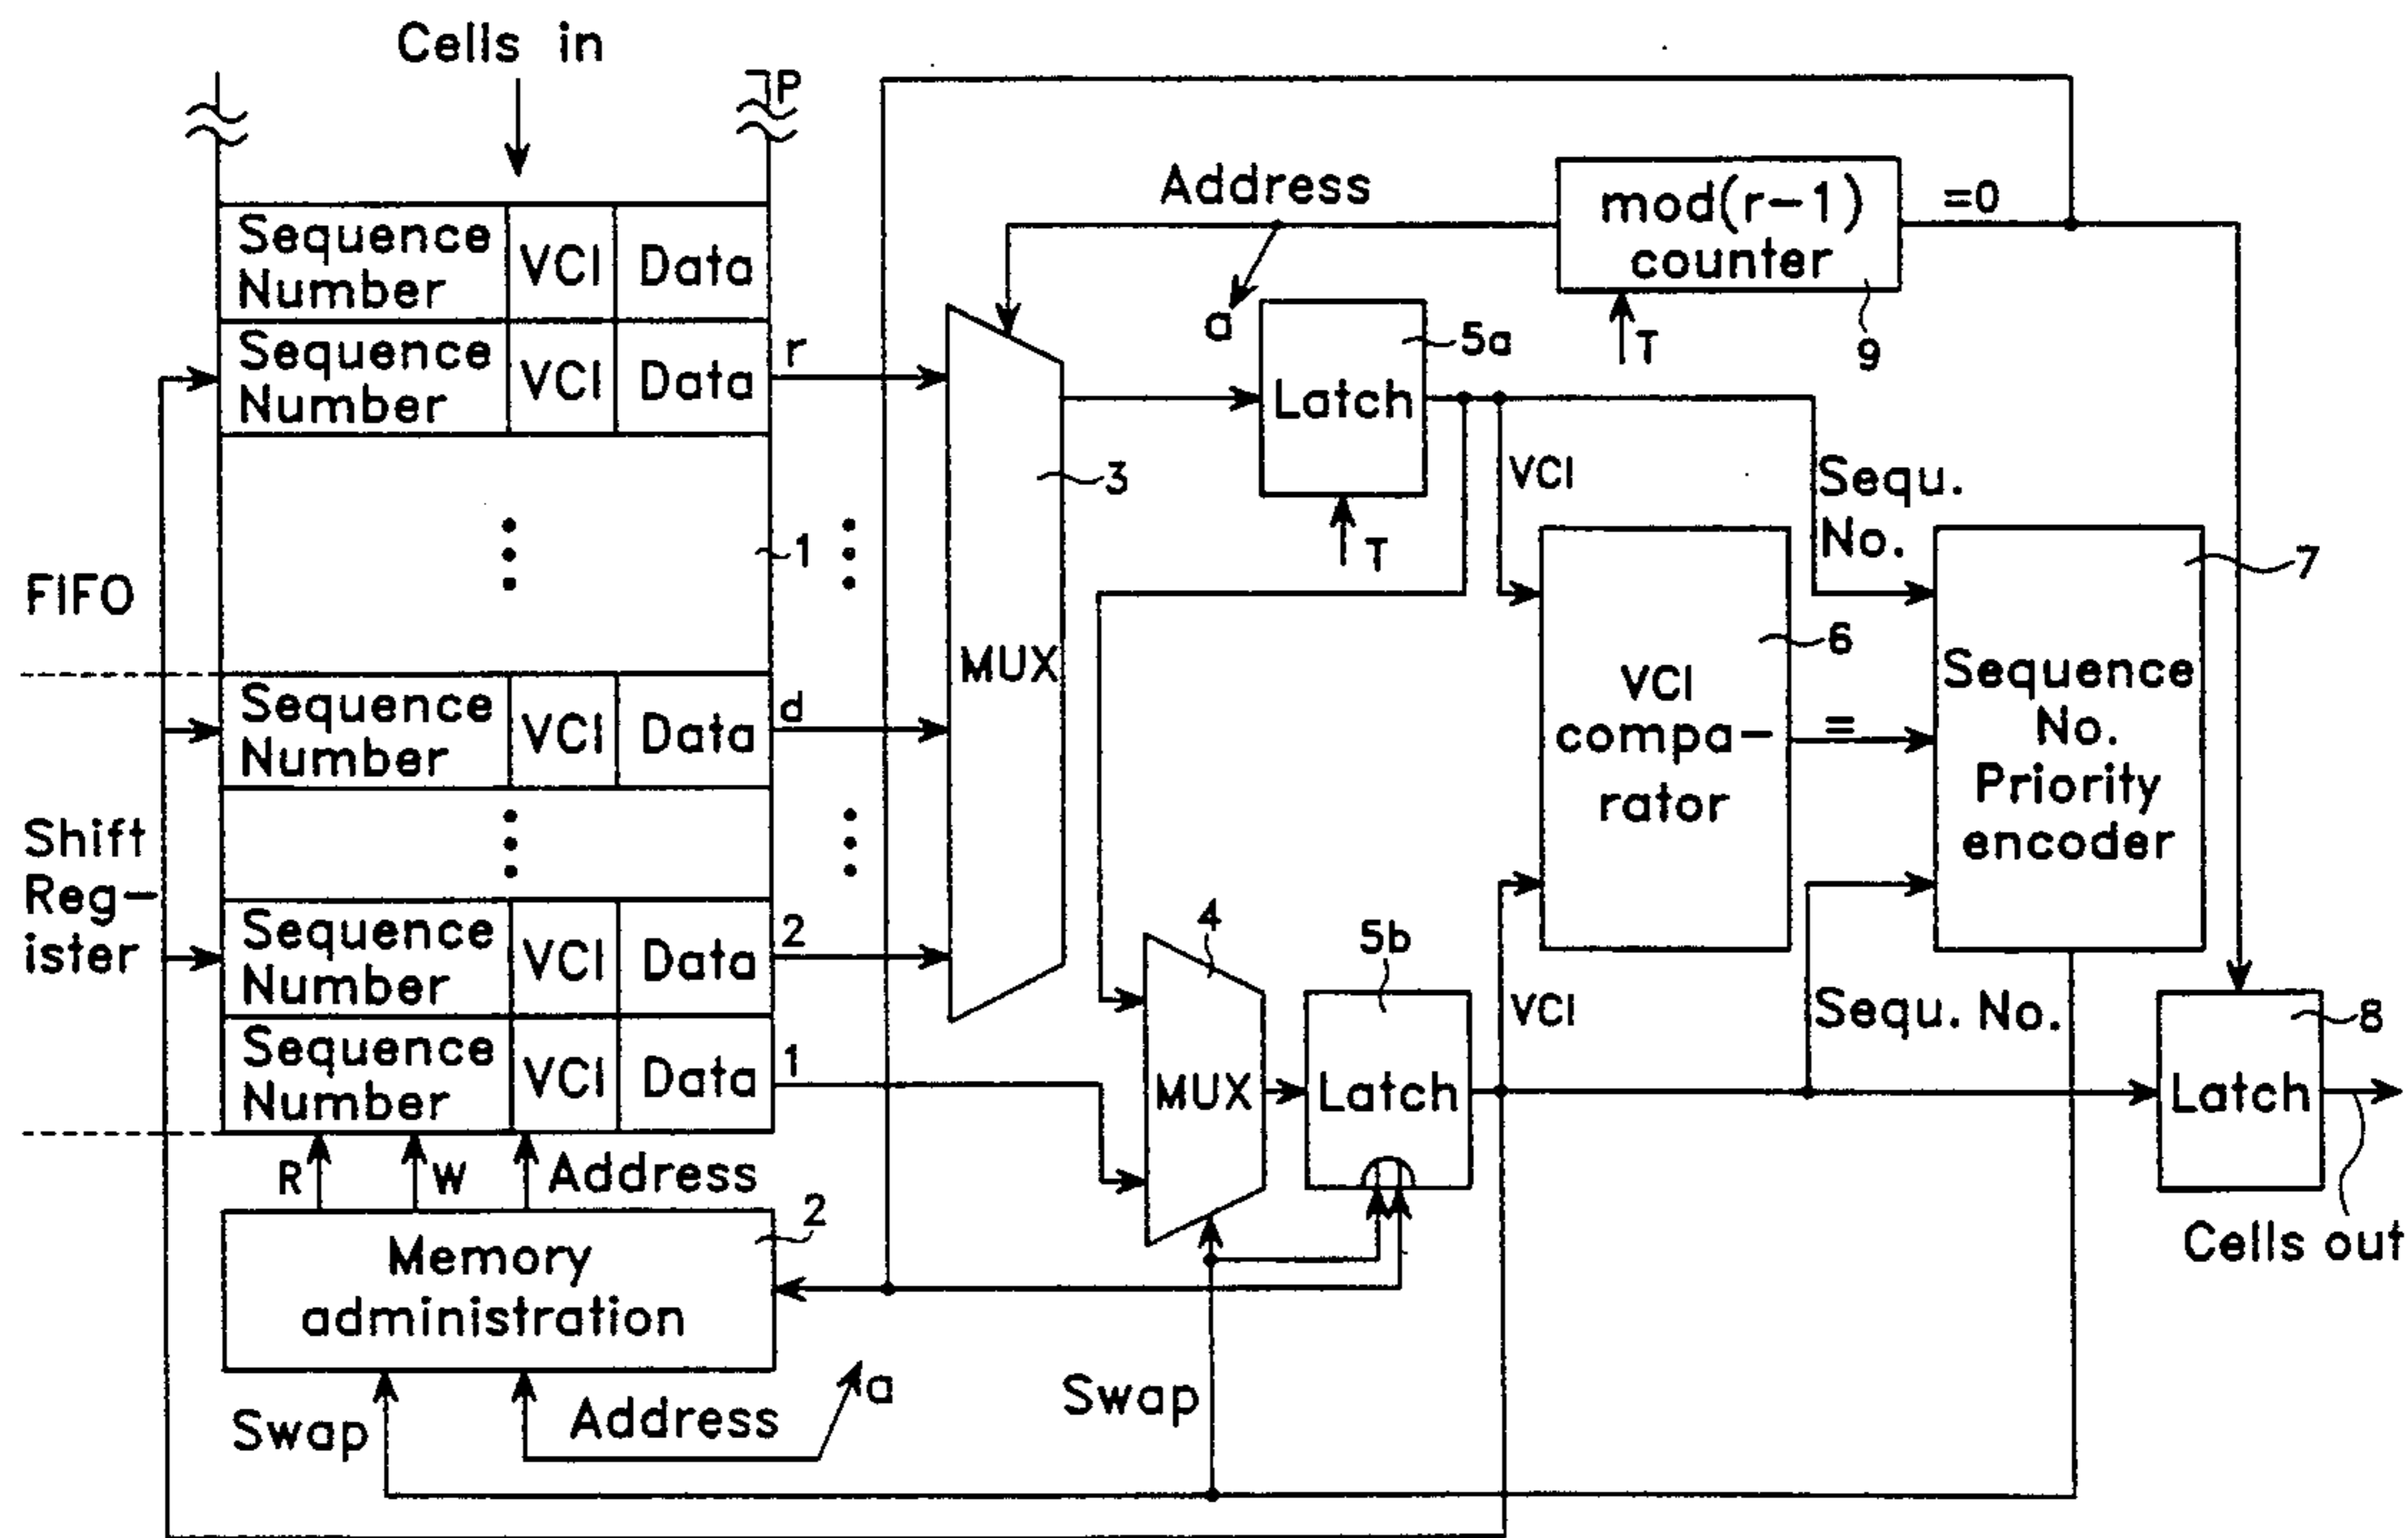 Cells in
P
Address
mod(r-1)
counter
=0
T
9
a
Sequence
Number
VCI
Data
Sequence
Number
VCI
Data
r
5a
Latch
T
3
VCI
Sequ.
No.
1
FIFO
MUX
6
VCI
compa-
rator
=
7
Sequence
No.
Priority
encoder
Sequence
Number
VCI
Data
d
Shift
Reg-
ister
Sequence
Number
VCI
Data
2
Sequence
Number
VCI
Data
1
4
MUX
5b
Latch
VCI
Sequ. No.
8
Latch
Cells out
R
W
Address
2
Memory
administration
Swap
Address
a
Swap